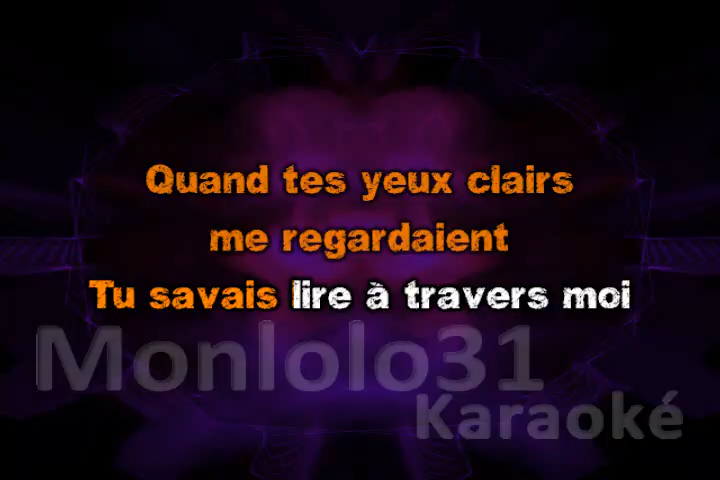 Quand tes yeux clairs
me regardaient
Tu savais lire à travers moi
Monlolo31
Karaoké